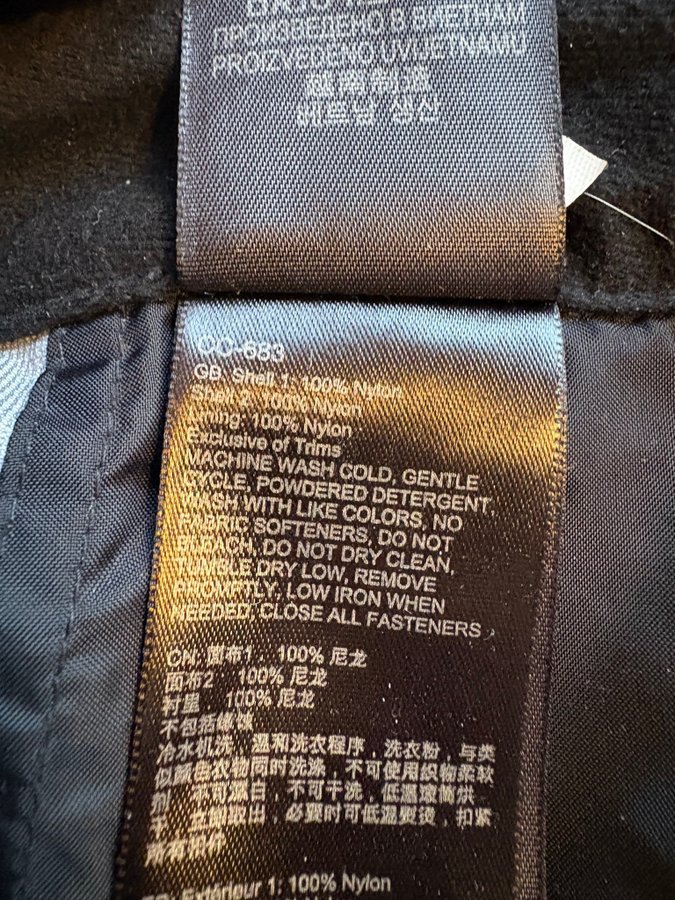 ПРОИЗВЕДЕНО В ВИЕТНАМ
PROIZVEDENO U VIJETNAMU
越南制造
베트남 생산
CC-683
GB: Shell 1: 100% Nylon
Shell 2: 100% Nylon
Lining: 100% Nylon
Exclusive of Trims
MACHINE WASH COLD, GENTLE
CYCLE, POWDERED DETERGENT,
WASH WITH LIKE COLORS, NO
FABRIC SOFTENERS, DO NOT
BLEACH, DO NOT DRY CLEAN,
TUMBLE DRY LOW, REMOVE
PROMPTLY, LOW IRON WHEN
NEEDED, CLOSE ALL FASTENERS
CN: 面布1 100% 尼龙
面布2 100% 尼龙
衬里 100% 尼龙
不包括缘饰
冷水机洗，温和洗衣程序，洗衣粉，与类
似颜色衣物同时洗涤，不可使用织物柔软
剂，不可漂白，不可干洗，低温滚筒烘
干，立刻取出，必要时可低温熨烫，扣紧
所有扣件
FR: Extérieur 1: 100% Nylon